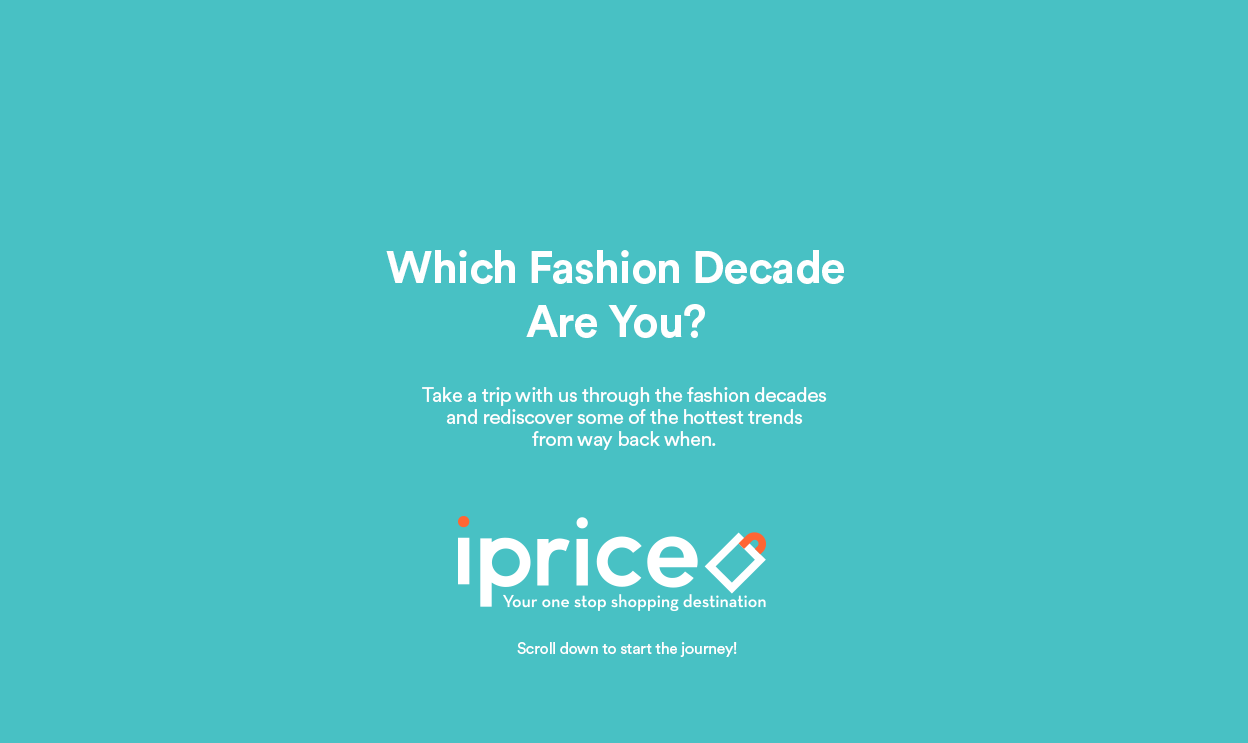 Which Fashion Decade
Are You?
Take a trip with us through the fashion decades
and rediscover some of the hottest trends
from way back when.
iprice
Your one stop shopping destination
Scroll down to start the journey!